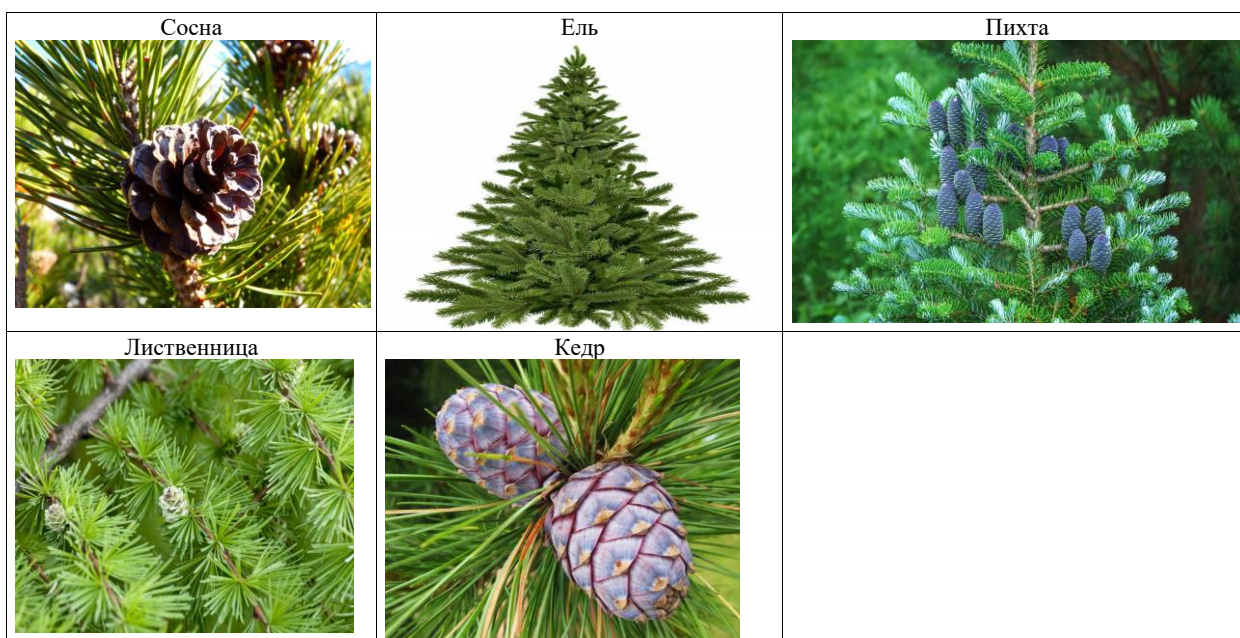 Сосна
Ель
Пихта
Лиственница
Кедр